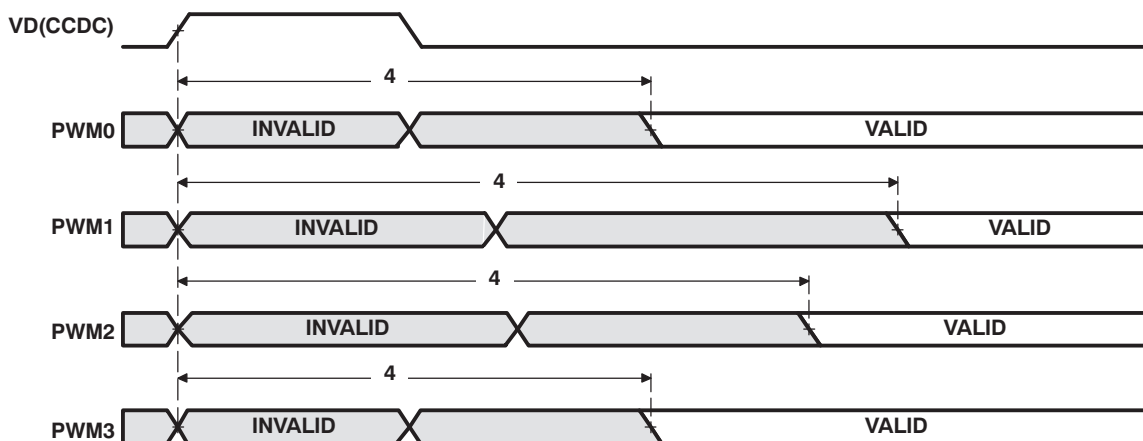 VD(CCDC)
4
PWM0 INVALID VALID
4
PWM1 INVALID VALID
4
PWM2 INVALID VALID
4
PWM3 INVALID VALID